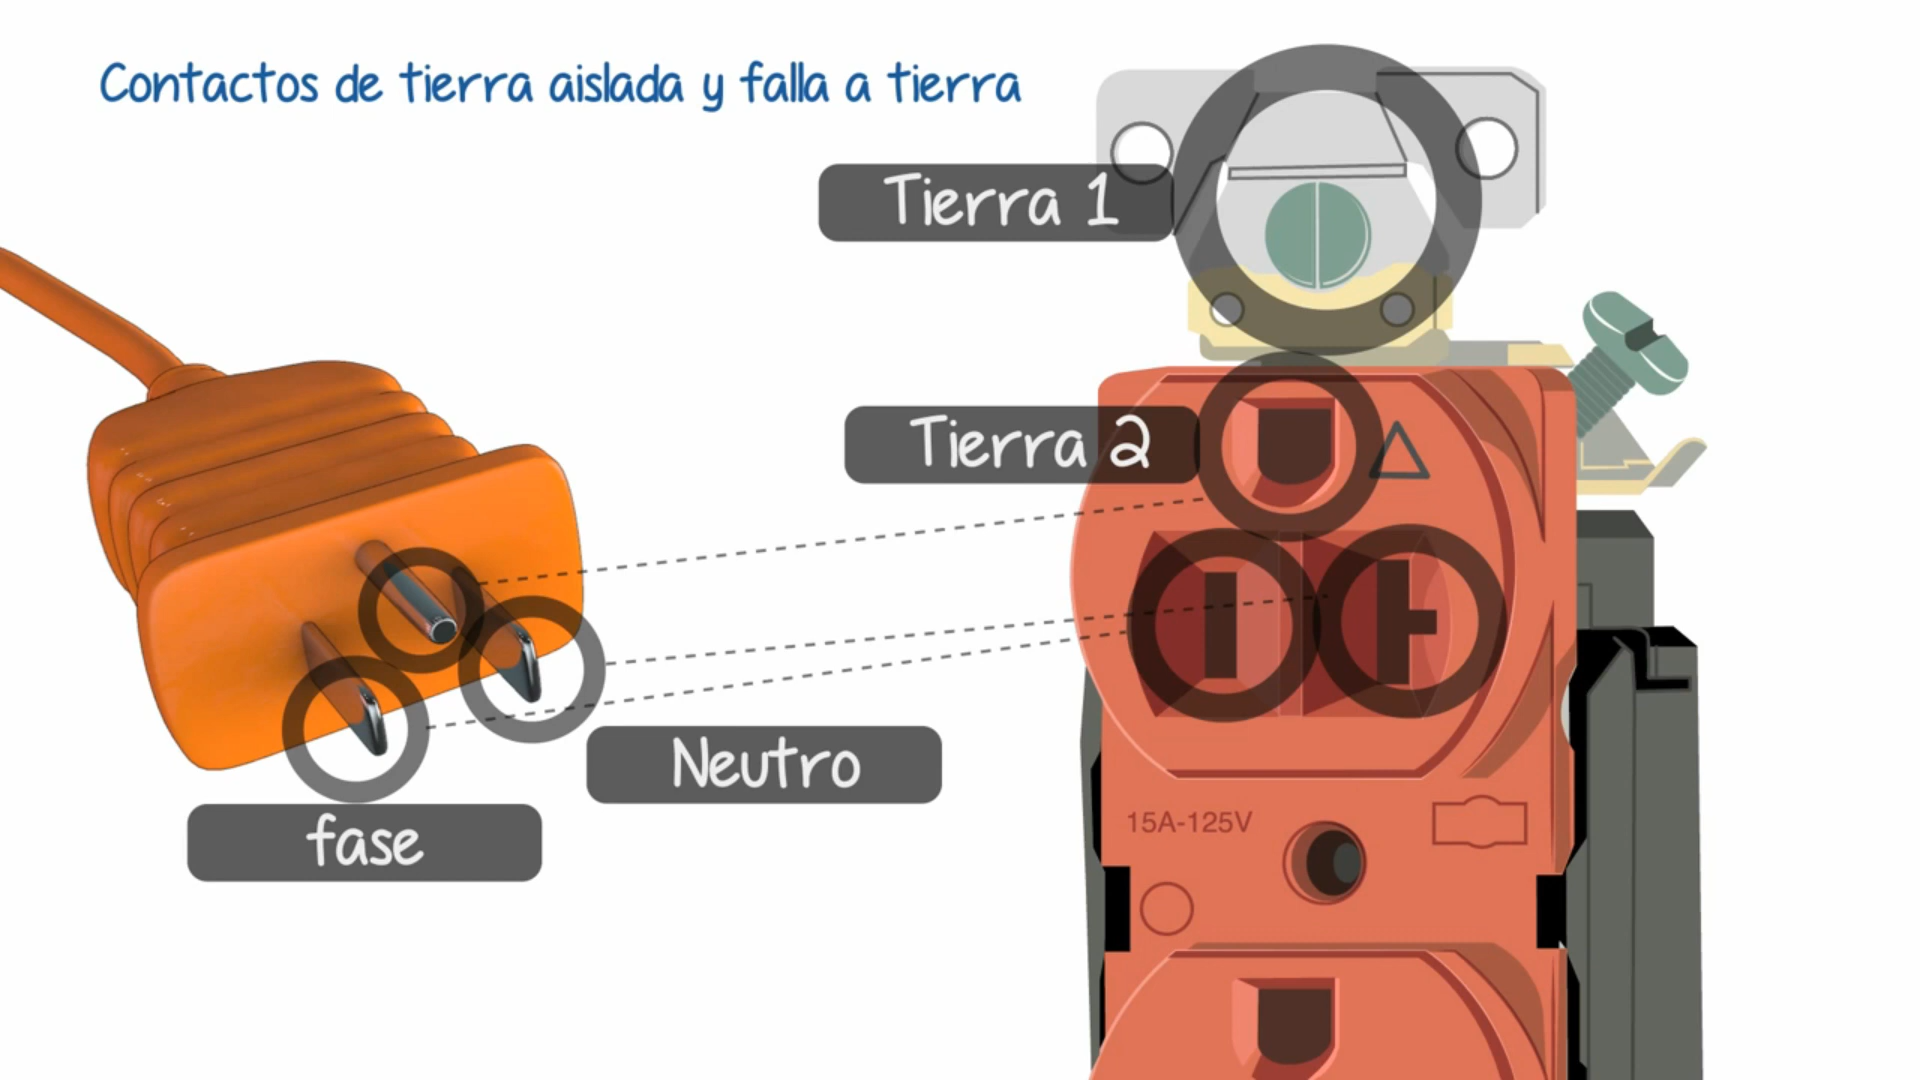 Contactos de tierra aislada y falla a tierra
Tierra 1
Tierra 2
Neutro
fase
15A-125V